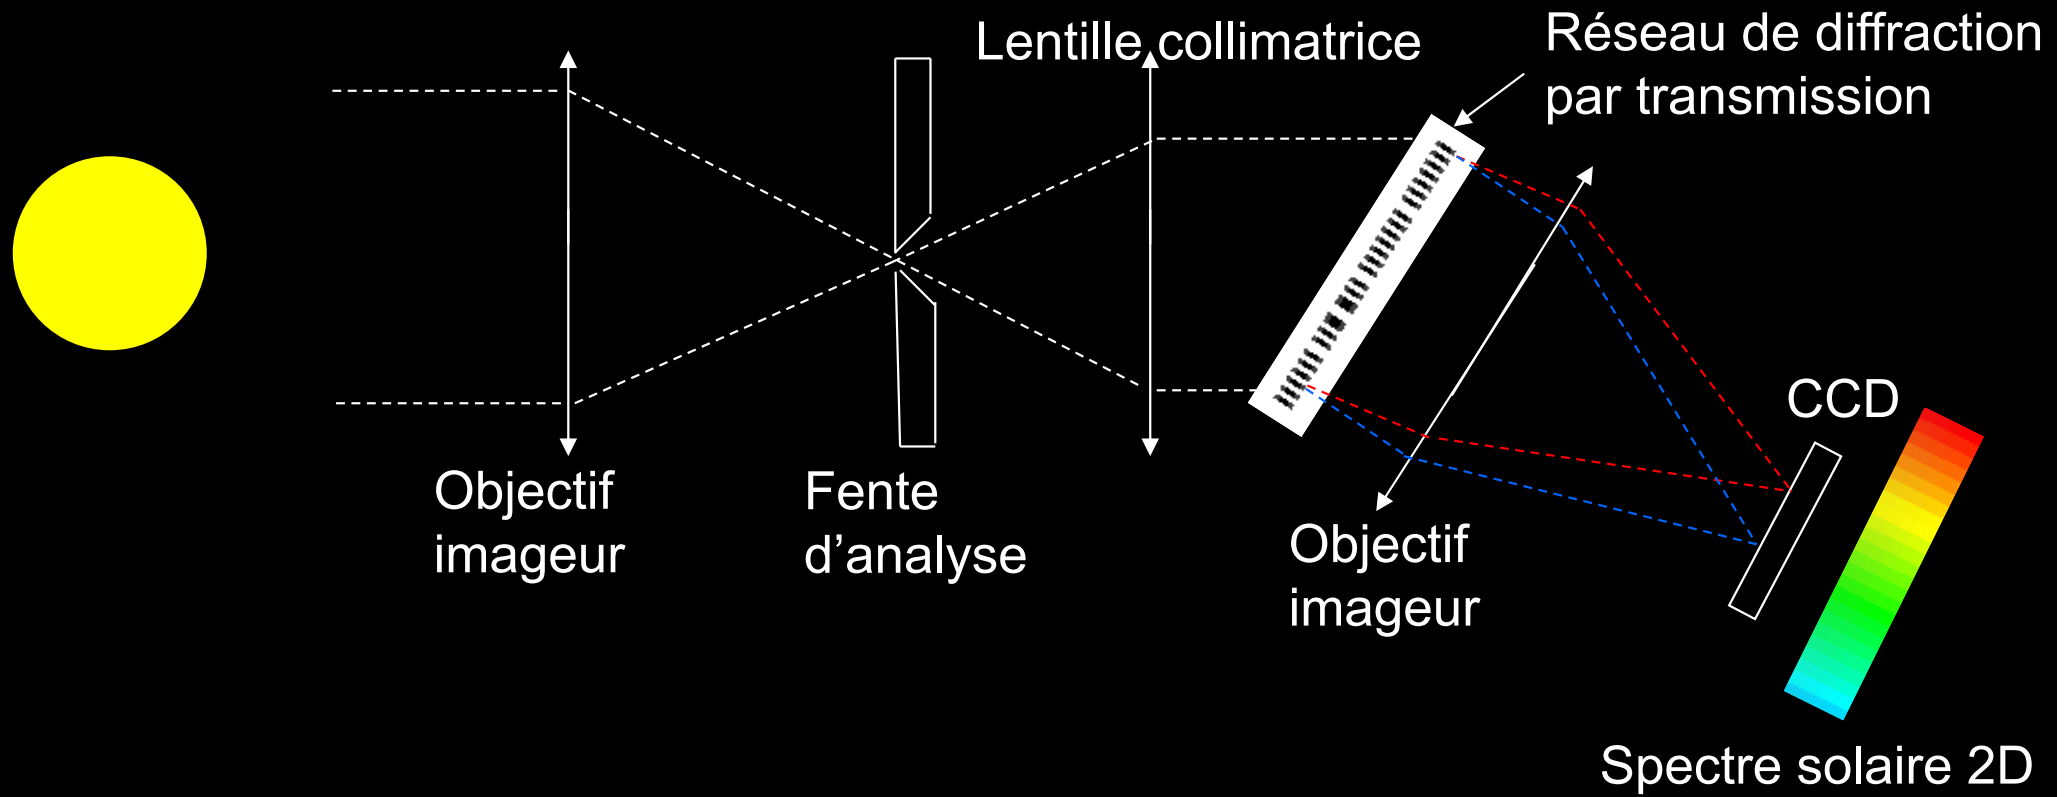 Lentille collimatrice
Réseau de diffraction
par transmission
Objectif
imageur
Fente
d’analyse
Objectif
imageur
CCD
Spectre solaire 2D